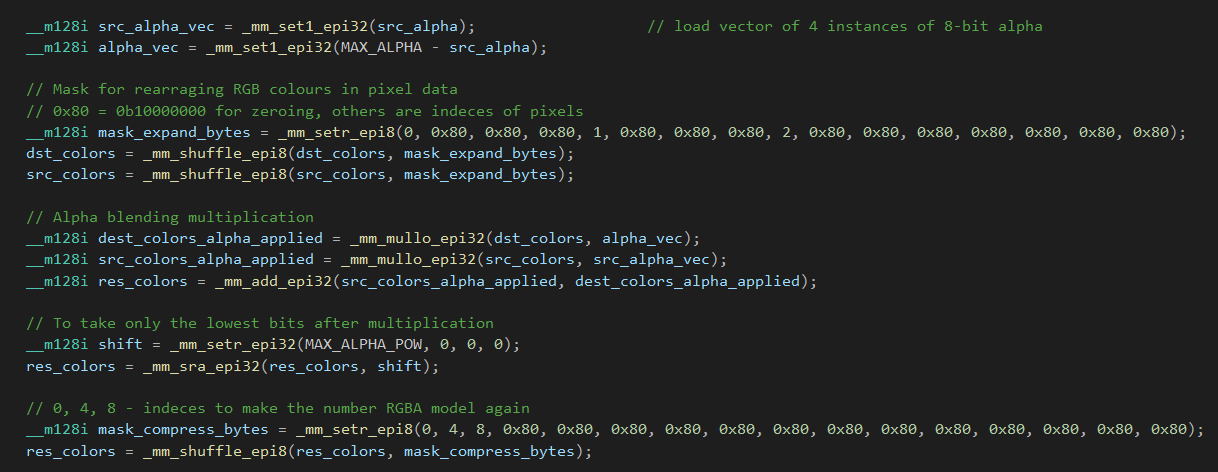 __m128i src_alpha_vec = _mm_set1_epi32(src_alpha);                   // load vector of 4 instances of 8-bit alpha
__m128i alpha_vec = _mm_set1_epi32(MAX_ALPHA - src_alpha);
// Mask for rearraging RGB colours in pixel data
// 0x80 = 0b10000000 for zeroing, others are indeces of pixels
__m128i mask_expand_bytes = _mm_setr_epi8(0, 0x80, 0x80, 0x80, 1, 0x80, 0x80, 0x80, 2, 0x80, 0x80, 0x80, 0x80, 0x80, 0x80, 0x80);
dst_colors = _mm_shuffle_epi8(dst_colors, mask_expand_bytes);
src_colors = _mm_shuffle_epi8(src_colors, mask_expand_bytes);
// Alpha blending multiplication
__m128i dest_colors_alpha_applied = _mm_mullo_epi32(dst_colors, alpha_vec);
__m128i src_colors_alpha_applied = _mm_mullo_epi32(src_colors, src_alpha_vec);
__m128i res_colors = _mm_add_epi32(src_colors_alpha_applied, dest_colors_alpha_applied);
// To take only the lowest bits after multiplication
__m128i shift = _mm_setr_epi32(MAX_ALPHA_POW, 0, 0, 0);
res_colors = _mm_sra_epi32(res_colors, shift);
// 0, 4, 8 - indeces to make the number RGBA model again
__m128i mask_compress_bytes = _mm_setr_epi8(0, 4, 8, 0x80, 0x80, 0x80, 0x80, 0x80, 0x80, 0x80, 0x80, 0x80, 0x80, 0x80, 0x80, 0x80);
res_colors = _mm_shuffle_epi8(res_colors, mask_compress_bytes);